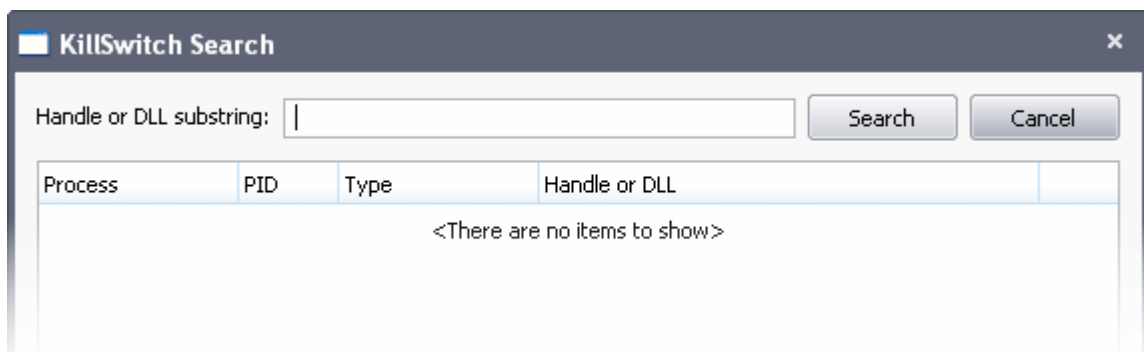 KillSwitch Search
Handle or DLL substring: Search Cancel
Process PID Type Handle or DLL
<There are no items to show>